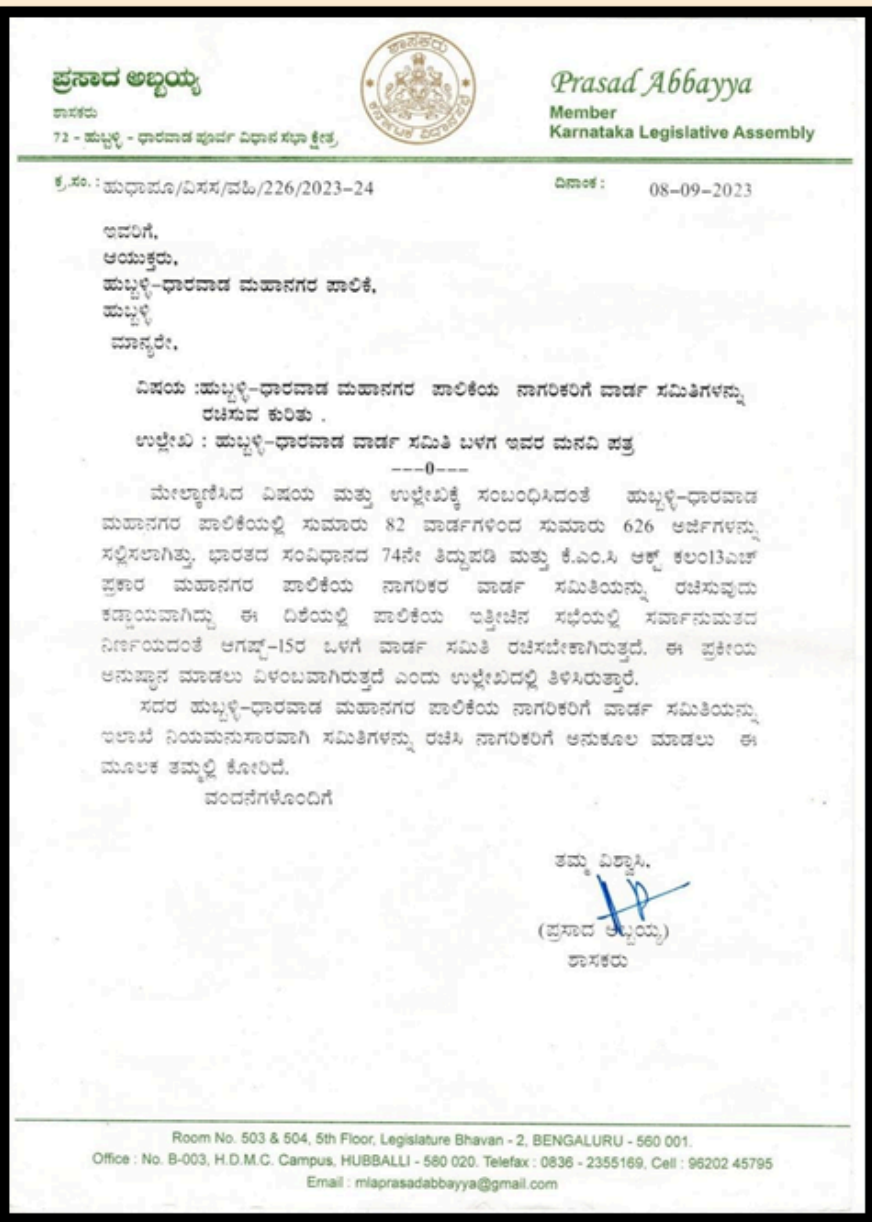 ಪ್ರಸಾದ ಅಬ್ಬಯ್ಯ
ಶಾಸಕರು
72 - ಹುಬ್ಬಳ್ಳಿ - ಧಾರವಾಡ ಪೂರ್ವ ವಿಧಾನ ಸಭಾ ಕ್ಷೇತ್ರ
ಶಾಸಕರು
ಕರ್ನಾಟಕ ವಿಧಾನಸಭೆ
Prasad Abbayya
Member
Karnataka Legislative Assembly
ಕ್ರ.ಸಂ. : ಹುಧಾಪೂ/ವಿಸಸ/ವಹಿ/226/2023-24
ದಿನಾಂಕ : 08-09-2023
ಇವರಿಗೆ,
ಆಯುಕ್ತರು,
ಹುಬ್ಬಳ್ಳಿ-ಧಾರವಾಡ ಮಹಾನಗರ ಪಾಲಿಕೆ,
ಹುಬ್ಬಳ್ಳಿ
ಮಾನ್ಯರೇ,
ವಿಷಯ :ಹುಬ್ಬಳ್ಳಿ-ಧಾರವಾಡ ಮಹಾನಗರ ಪಾಲಿಕೆಯ ನಾಗರಿಕರಿಗೆ ವಾರ್ಡ ಸಮಿತಿಗಳನ್ನು
ರಚಿಸುವ ಕುರಿತು .
ಉಲ್ಲೇಖ : ಹುಬ್ಬಳ್ಳಿ-ಧಾರವಾಡ ವಾರ್ಡ ಸಮಿತಿ ಬಳಗ ಇವರ ಮನವಿ ಪತ್ರ
---0---
ಮೇಲ್ಕಾಣಿಸಿದ ವಿಷಯ ಮತ್ತು ಉಲ್ಲೇಖಕ್ಕೆ ಸಂಬಂಧಿಸಿದಂತೆ ಹುಬ್ಬಳ್ಳಿ-ಧಾರವಾಡ
ಮಹಾನಗರ ಪಾಲಿಕೆಯಲ್ಲಿ ಸುಮಾರು 82 ವಾರ್ಡಗಳಿಂದ ಸುಮಾರು 626 ಅರ್ಜಿಗಳನ್ನು
ಸಲ್ಲಿಸಲಾಗಿತ್ತು. ಭಾರತದ ಸಂವಿಧಾನದ 74ನೇ ತಿದ್ದುಪಡಿ ಮತ್ತು ಕೆ.ಎಂ.ಸಿ ಆಕ್ಟ್ ಕಲಂ13ಎಚ್
ಪ್ರಕಾರ ಮಹಾನಗರ ಪಾಲಿಕೆಯ ನಾಗರಿಕರ ವಾರ್ಡ ಸಮಿತಿಯನ್ನು ರಚಿಸುವುದು
ಕಡ್ಡಾಯವಾಗಿದ್ದು ಈ ದಿಶೆಯಲ್ಲಿ ಪಾಲಿಕೆಯ ಇತ್ತೀಚಿನ ಸಭೆಯಲ್ಲಿ ಸರ್ವಾನುಮತದ
ನಿರ್ಣಯದಂತೆ ಆಗಷ್ಟ್-15ರ ಒಳಗೆ ವಾರ್ಡ ಸಮಿತಿ ರಚಿಸಬೇಕಾಗಿರುತ್ತದೆ. ಈ ಪ್ರಕೀಯ
ಅನುಷ್ಠಾನ ಮಾಡಲು ವಿಳಂಬವಾಗಿರುತ್ತದೆ ಎಂದು ಉಲ್ಲೇಖದಲ್ಲಿ ತಿಳಿಸಿರುತ್ತಾರೆ.
ಸದರ ಹುಬ್ಬಳ್ಳಿ-ಧಾರವಾಡ ಮಹಾನಗರ ಪಾಲಿಕೆಯ ನಾಗರಿಕರಿಗೆ ವಾರ್ಡ ಸಮಿತಿಯನ್ನು
ಇಲಾಖೆ ನಿಯಮನುಸಾರವಾಗಿ ಸಮಿತಿಗಳನ್ನು ರಚಿಸಿ ನಾಗರಿಕರಿಗೆ ಅನುಕೂಲ ಮಾಡಲು ಈ
ಮೂಲಕ ತಮ್ಮಲ್ಲಿ ಕೋರಿದೆ.
ವಂದನೆಗಳೊಂದಿಗೆ
ತಮ್ಮ ವಿಶ್ವಾಸಿ,
(ಪ್ರಸಾದ ಅಬ್ಬಯ್ಯ)
ಶಾಸಕರು
Room No. 503 & 504, 5th Floor, Legislature Bhavan - 2, BENGALURU - 560 001.
Office : No. B-003, H.D.M.C. Campus, HUBBALLI - 580 020. Telefax : 0836 - 2355169, Cell : 96202 45795
Email : mlaprasadabbayya@gmail.com